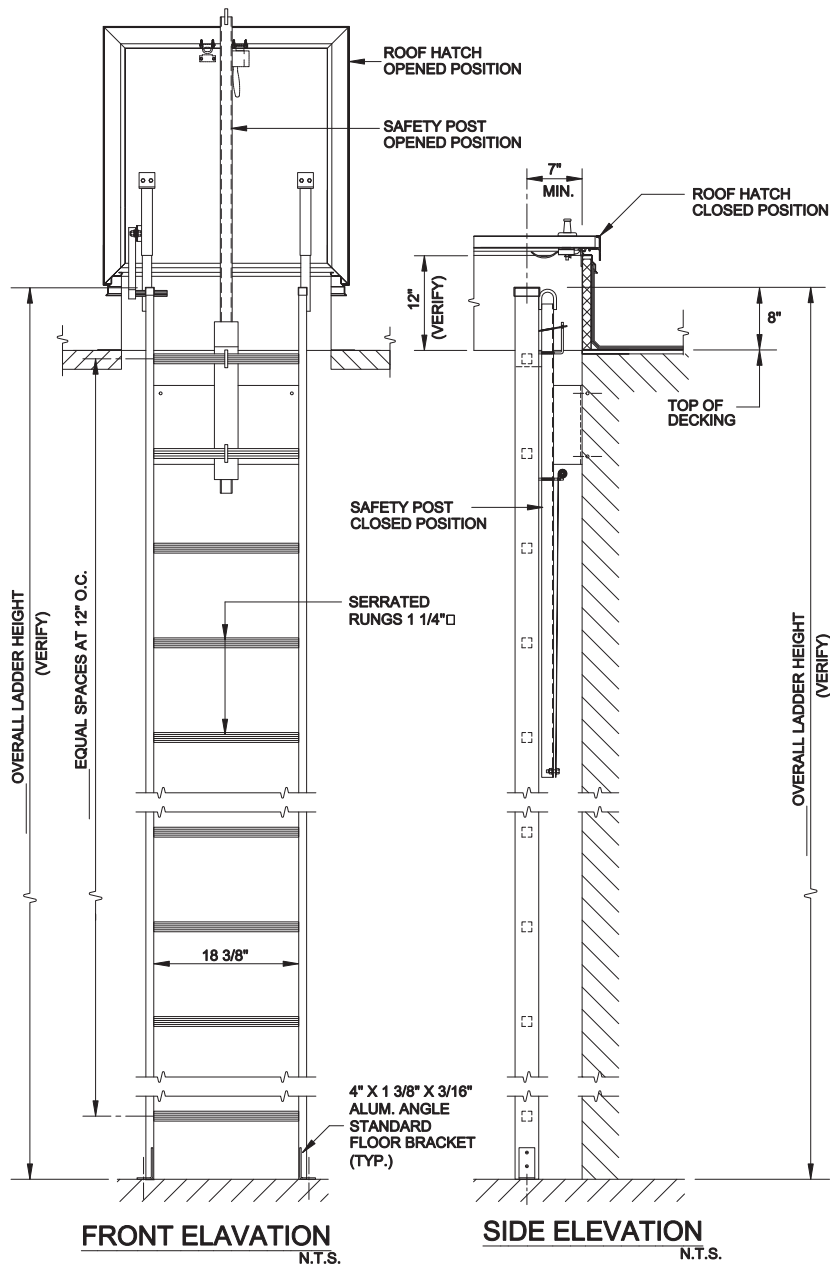 ROOF HATCH
OPENED POSITION
SAFETY POST
OPENED POSITION
7"
MIN.
ROOF HATCH
CLOSED POSITION
12"
(VERIFY)
8"
TOP OF
DECKING
SAFETY POST
CLOSED POSITION
SERRATED
RUNGS 1 1/4"□
OVERALL LADDER HEIGHT
(VERIFY)
EQUAL SPACES AT 12" O.C.
OVERALL LADDER HEIGHT
(VERIFY)
18 3/8"
4" X 1 3/8" X 3/16"
ALUM. ANGLE
STANDARD
FLOOR BRACKET
(TYP.)
FRONT ELAVATION
N.T.S.
SIDE ELEVATION
N.T.S.